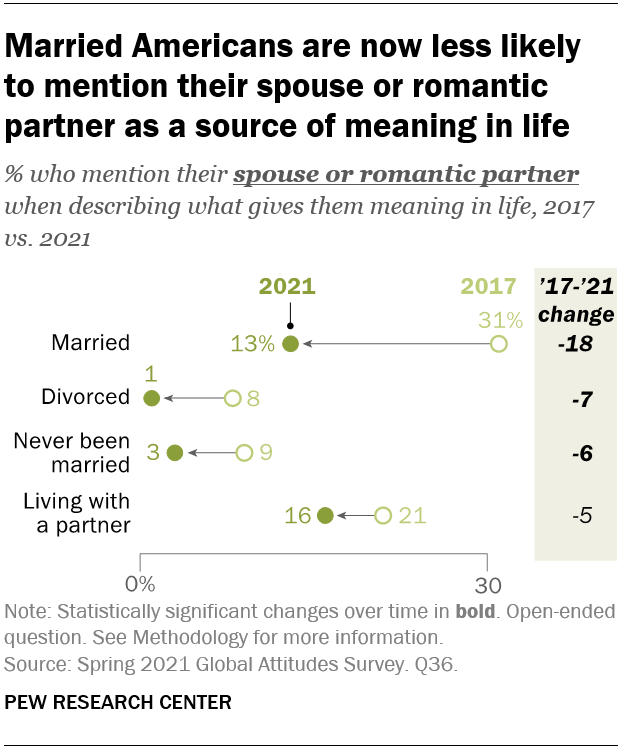 Married Americans are now less likely
to mention their spouse or romantic
partner as a source of meaning in life
% who mention their spouse or romantic partner
when describing what gives them meaning in life, 2017
vs. 2021
2021 2017 ’17-’21
change
Married 13% 31% -18
Divorced 1 8 -7
Never been
married 3 9 -6
Living with
a partner 16 21 -5
0% 30
Note: Statistically significant changes over time in bold. Open-ended
question. See Methodology for more information.
Source: Spring 2021 Global Attitudes Survey. Q36.
PEW RESEARCH CENTER